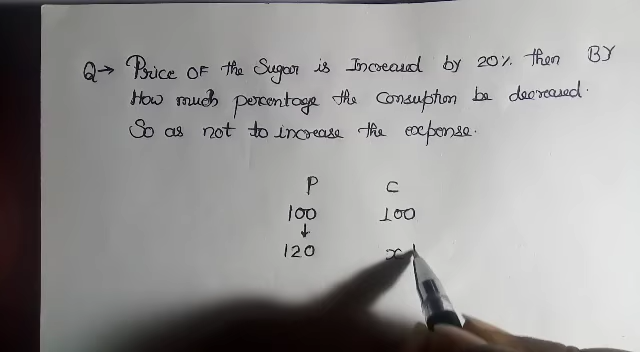 Q→ Price OF the Sugar is Increased by 20% then BY
How much percentage the Consuption be decreased.
So as not to increase the expense.
P C
100 100
↓
120 x